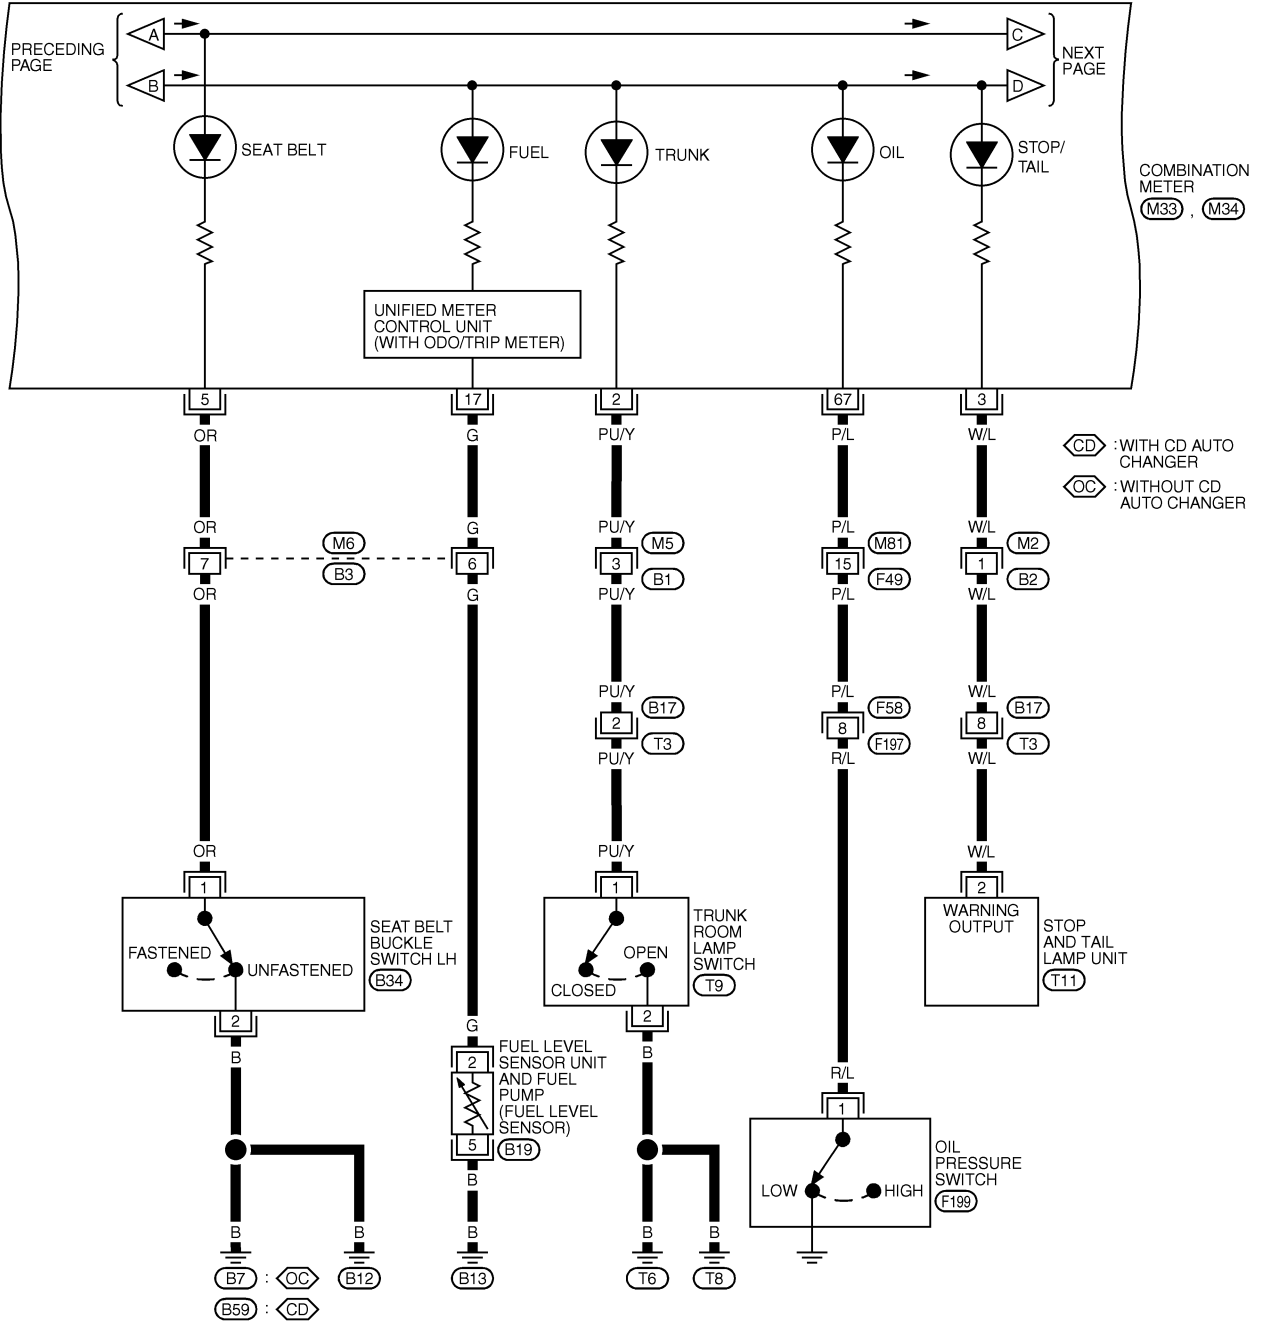 PRECEDING
PAGE
A
B
C
D
NEXT
PAGE
SEAT BELT
FUEL
TRUNK
OIL
STOP/
TAIL
COMBINATION
METER
M33 , M34
UNIFIED METER
CONTROL UNIT
(WITH ODO/TRIP METER)
5
17
2
67
3
OR
G
PU/Y
P/L
W/L
CD : WITH CD AUTO
CHANGER
OC : WITHOUT CD
AUTO CHANGER
OR
G
PU/Y
P/L
W/L
7
M6
B3
6
3
M5
B1
15
M81
F49
1
M2
B2
OR
G
PU/Y
P/L
W/L
PU/Y
P/L
W/L
2
B17
T3
8
F58
F197
8
B17
T3
PU/Y
R/L
W/L
OR
PU/Y
W/L
1
1
2
FASTENED
UNFASTENED
SEAT BELT
BUCKLE
SWITCH LH
B34
OPEN
CLOSED
TRUNK
ROOM
LAMP
SWITCH
T9
WARNING
OUTPUT
STOP
AND TAIL
LAMP UNIT
T11
2
G
2
B
B
R/L
2
FUEL LEVEL
SENSOR UNIT
AND FUEL
PUMP
(FUEL LEVEL
SENSOR)
5
B19
1
LOW
HIGH
OIL
PRESSURE
SWITCH
F199
B
B
B
B
B
B
B7 : OC
B12
B13
T6
T8
B59 : CD